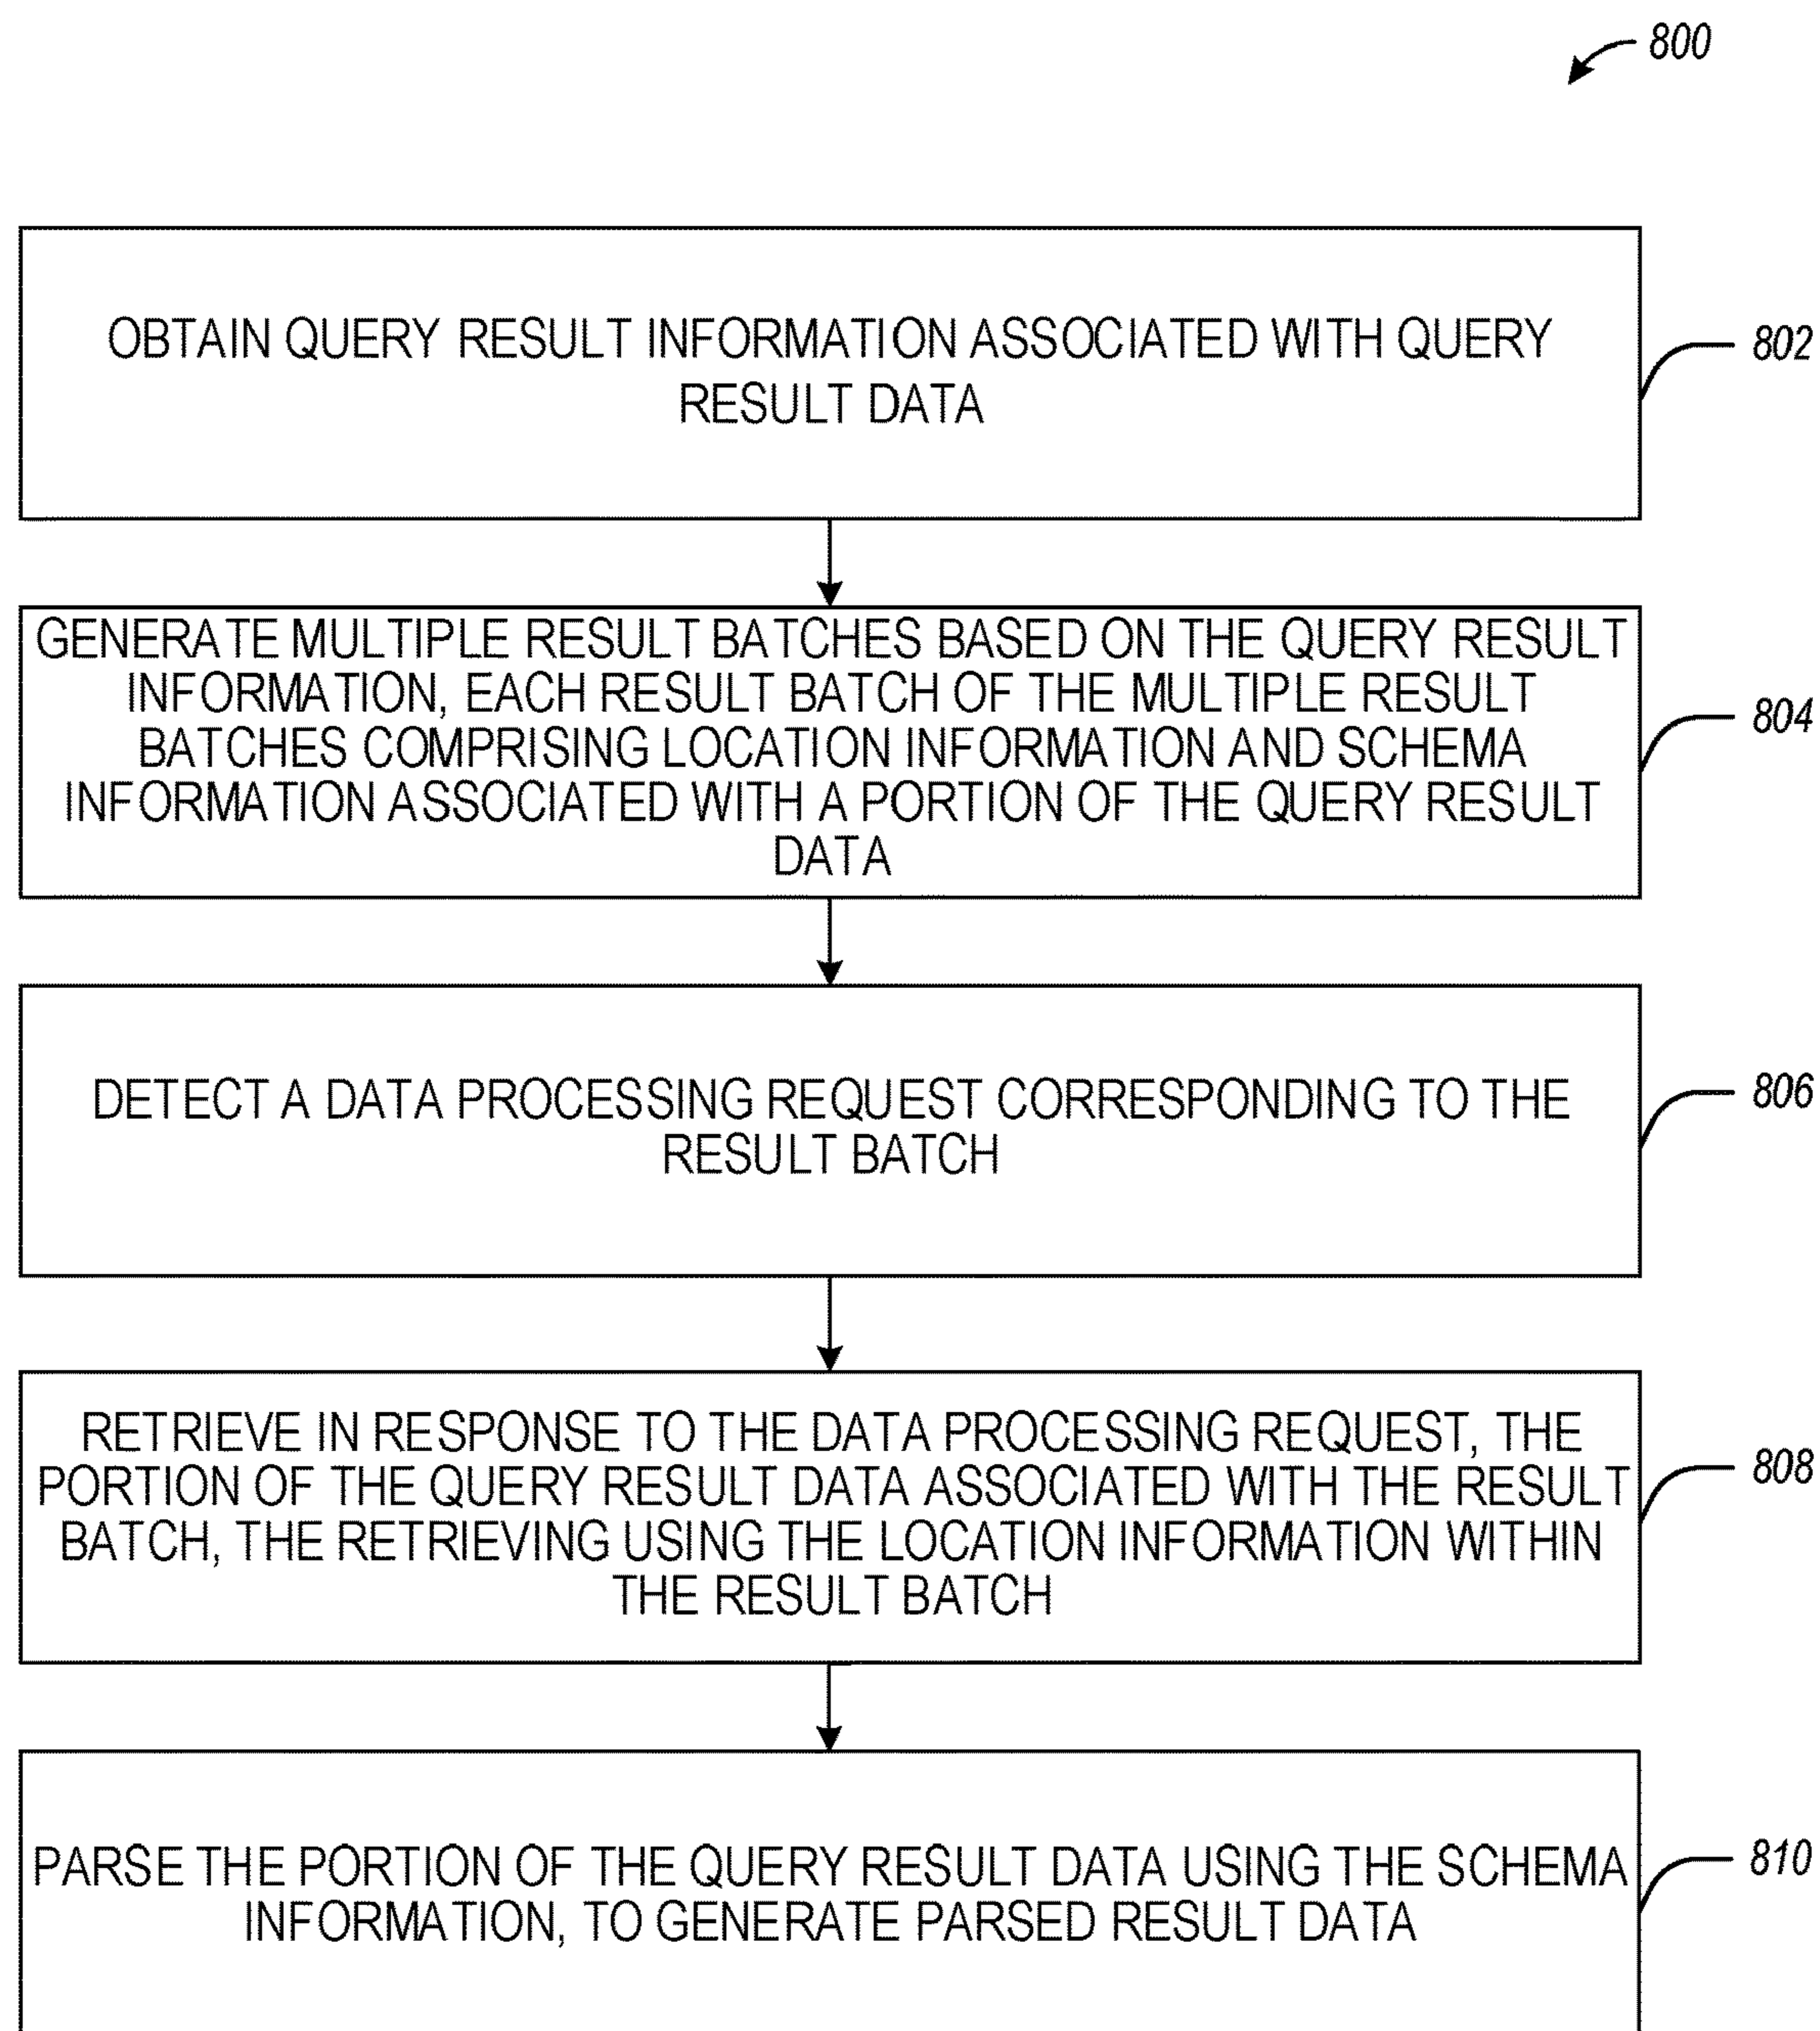 800
OBTAIN QUERY RESULT INFORMATION ASSOCIATED WITH QUERY
RESULT DATA
802
GENERATE MULTIPLE RESULT BATCHES BASED ON THE QUERY RESULT
INFORMATION, EACH RESULT BATCH OF THE MULTIPLE RESULT
BATCHES COMPRISING LOCATION INFORMATION AND SCHEMA
INFORMATION ASSOCIATED WITH A PORTION OF THE QUERY RESULT
DATA
804
DETECT A DATA PROCESSING REQUEST CORRESPONDING TO THE
RESULT BATCH
806
RETRIEVE IN RESPONSE TO THE DATA PROCESSING REQUEST, THE
PORTION OF THE QUERY RESULT DATA ASSOCIATED WITH THE RESULT
BATCH, THE RETRIEVING USING THE LOCATION INFORMATION WITHIN
THE RESULT BATCH
808
PARSE THE PORTION OF THE QUERY RESULT DATA USING THE SCHEMA
INFORMATION, TO GENERATE PARSED RESULT DATA
810